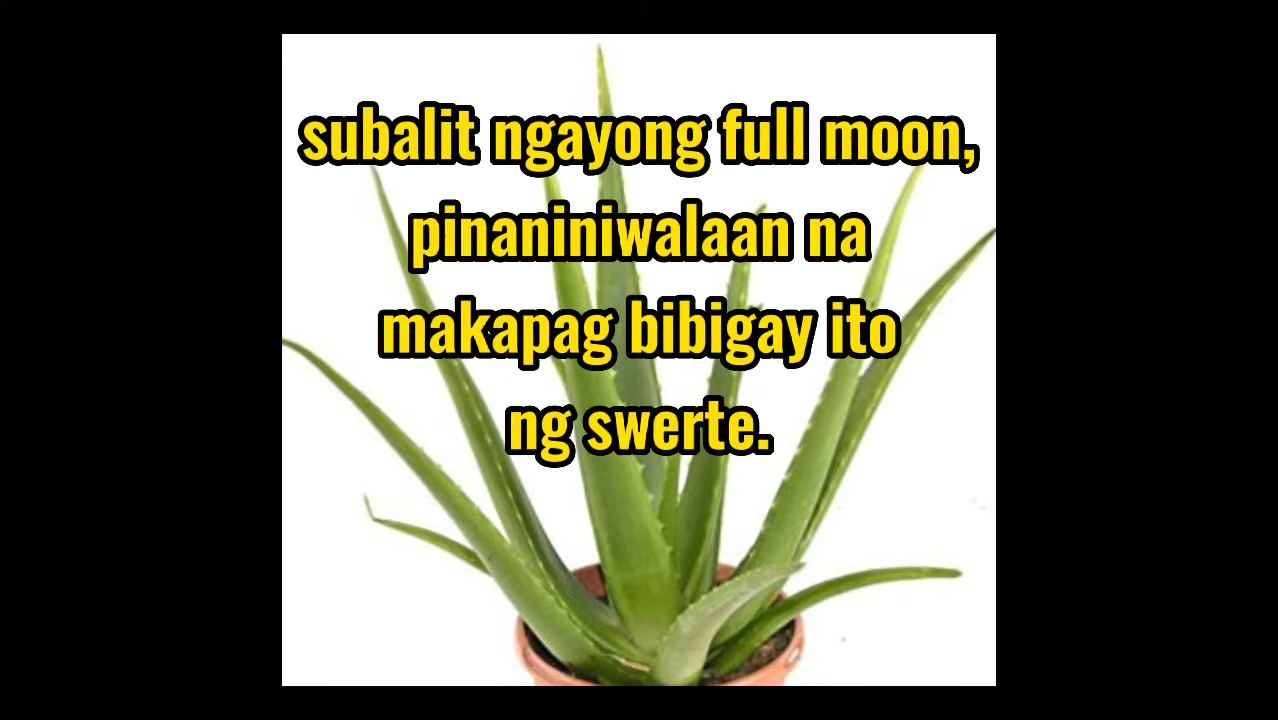 subalit ngayong full moon,
pinaniniwalaan na
makapag bibigay ito
ng swerte.